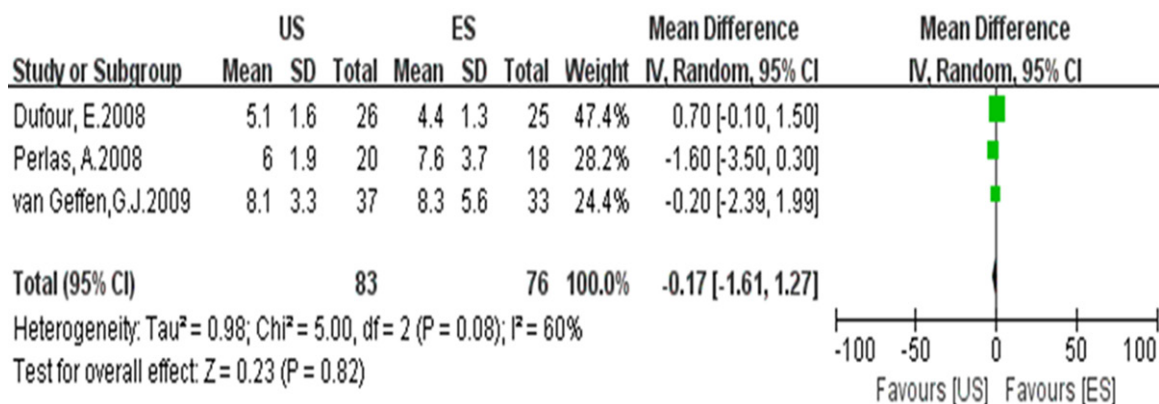 US ES Mean Difference Mean Difference
Study or Subgroup Mean SD Total Mean SD Total Weight IV, Random, 95% CI IV, Random, 95% CI
Dufour, E.2008 5.1 1.6 26 4.4 1.3 25 47.4% 0.70 [-0.10, 1.50]
Perlas, A.2008 6 1.9 20 7.6 3.7 18 28.2% -1.60 [-3.50, 0.30]
van Geffen,G.J.2009 8.1 3.3 37 8.3 5.6 33 24.4% -0.20 [-2.39, 1.99]
Total (95% CI) 83 76 100.0% -0.17 [-1.61, 1.27]
Heterogeneity: Tau² = 0.98; Chi² = 5.00, df = 2 (P = 0.08); I² = 60%
Test for overall effect: Z = 0.23 (P = 0.82)
-100 -50 0 50 100
Favours [US] Favours [ES]